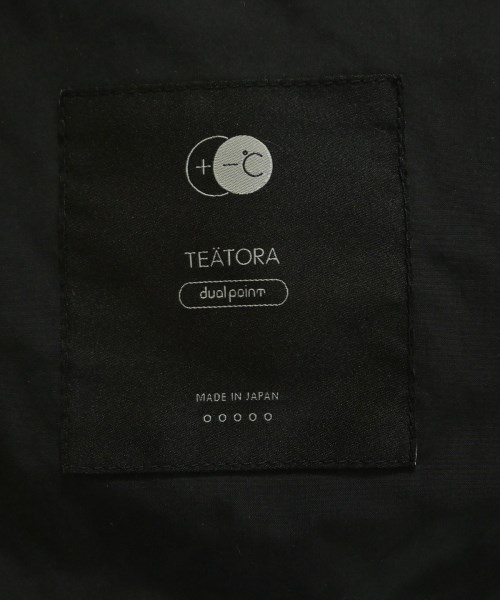 +−℃
TEÄTORA
dualpoint
MADE IN JAPAN
○○○○○